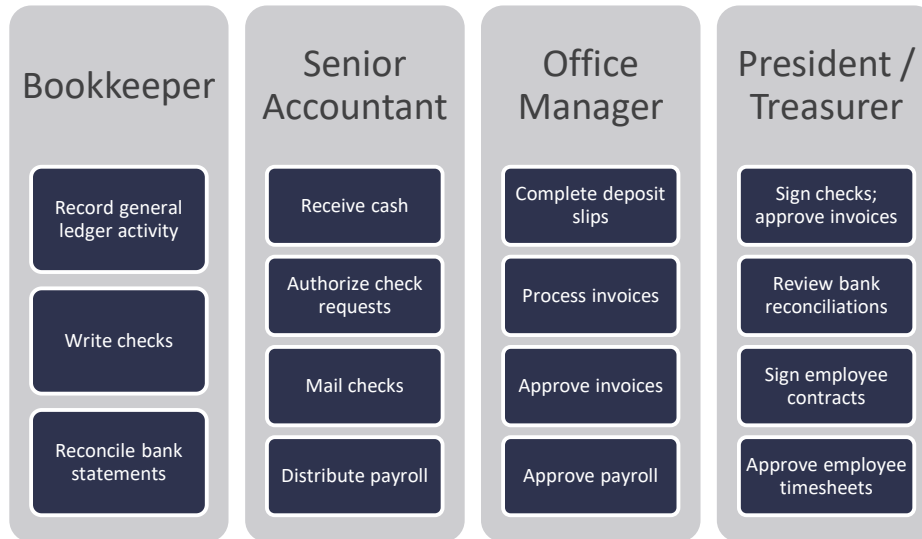 Bookkeeper
Record general
ledger activity
Write checks
Reconcile bank
statements
Senior
Accountant
Receive cash
Authorize check
requests
Mail checks
Distribute payroll
Office
Manager
Complete deposit
slips
Process invoices
Approve invoices
Approve payroll
President /
Treasurer
Sign checks;
approve invoices
Review bank
reconciliations
Sign employee
contracts
Approve employee
timesheets